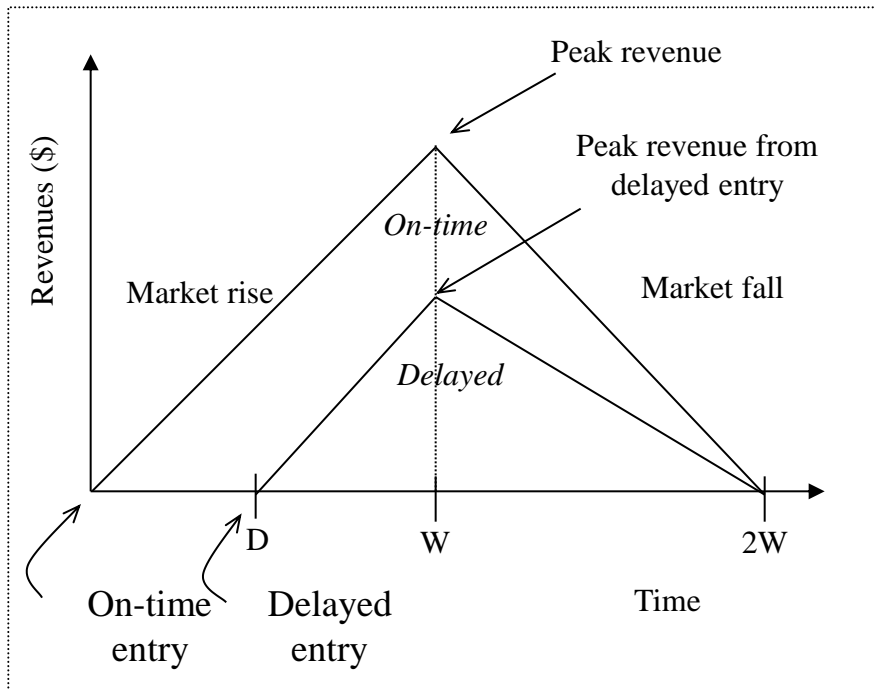 Peak revenue
Peak revenue from
delayed entry
Revenues ($)
On-time
Market rise
Market fall
Delayed
D
W
2W
On-time
entry
Delayed
entry
Time